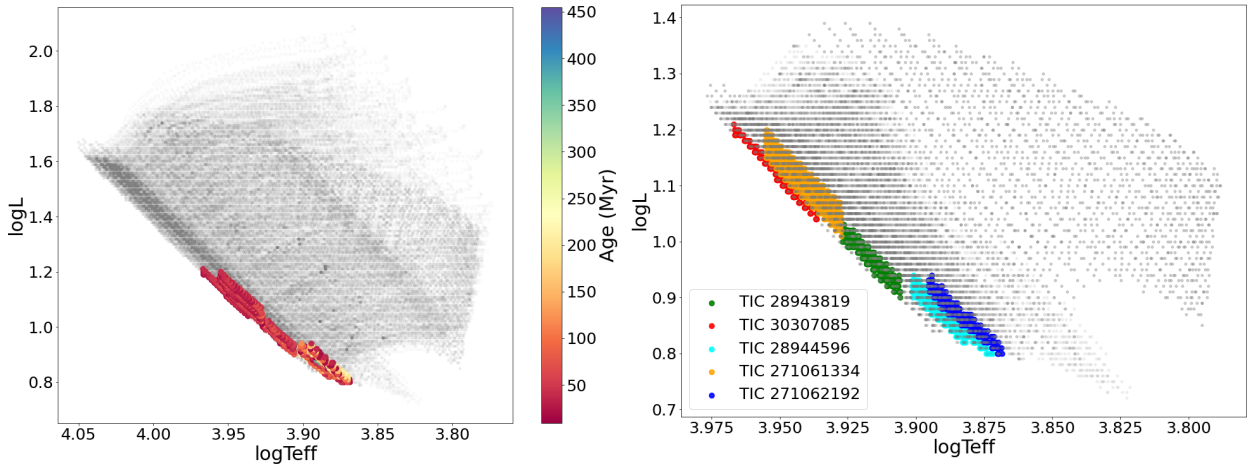 2.0
1.8
1.6
1.4
1.2
1.0
0.8
logL
4.05 4.00 3.95 3.90 3.85 3.80
logTeff
450
400
350
300
250
200
150
100
50
Age (Myr)
1.4
1.3
1.2
1.1
1.0
0.9
0.8
0.7
logL
TIC 28943819
TIC 30307085
TIC 28944596
TIC 271061334
TIC 271062192
3.975 3.950 3.925 3.900 3.875 3.850 3.825 3.800
logTeff